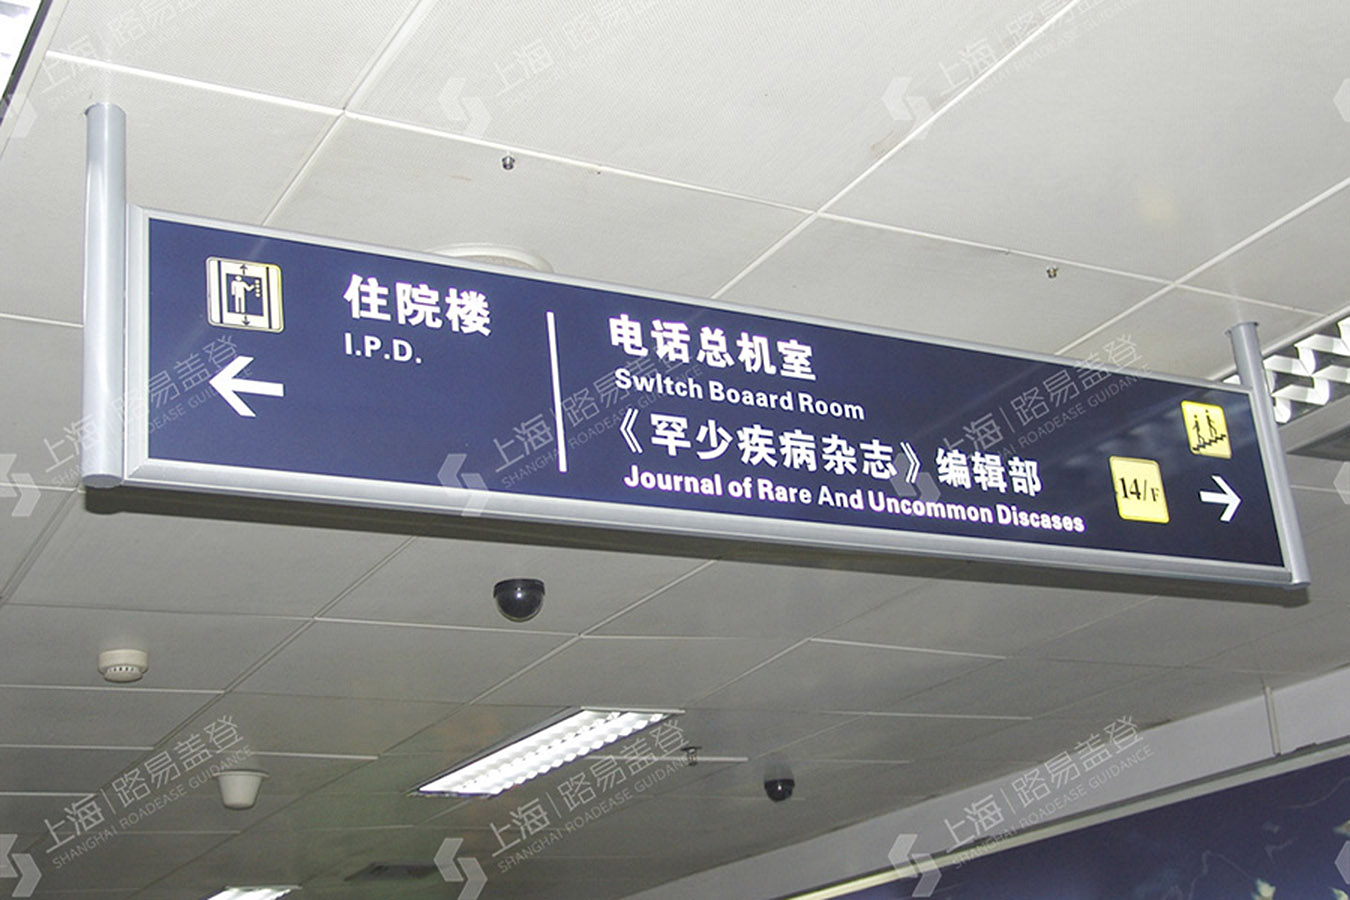 住院楼
I.P.D.
电话总机室
Switch Boaard Room
《罕少疾病杂志》编辑部
Journal of Rare And Uncommon Discases
14/F
上海|路易盖登
SHANGHAI ROADEASE GUIDANCE